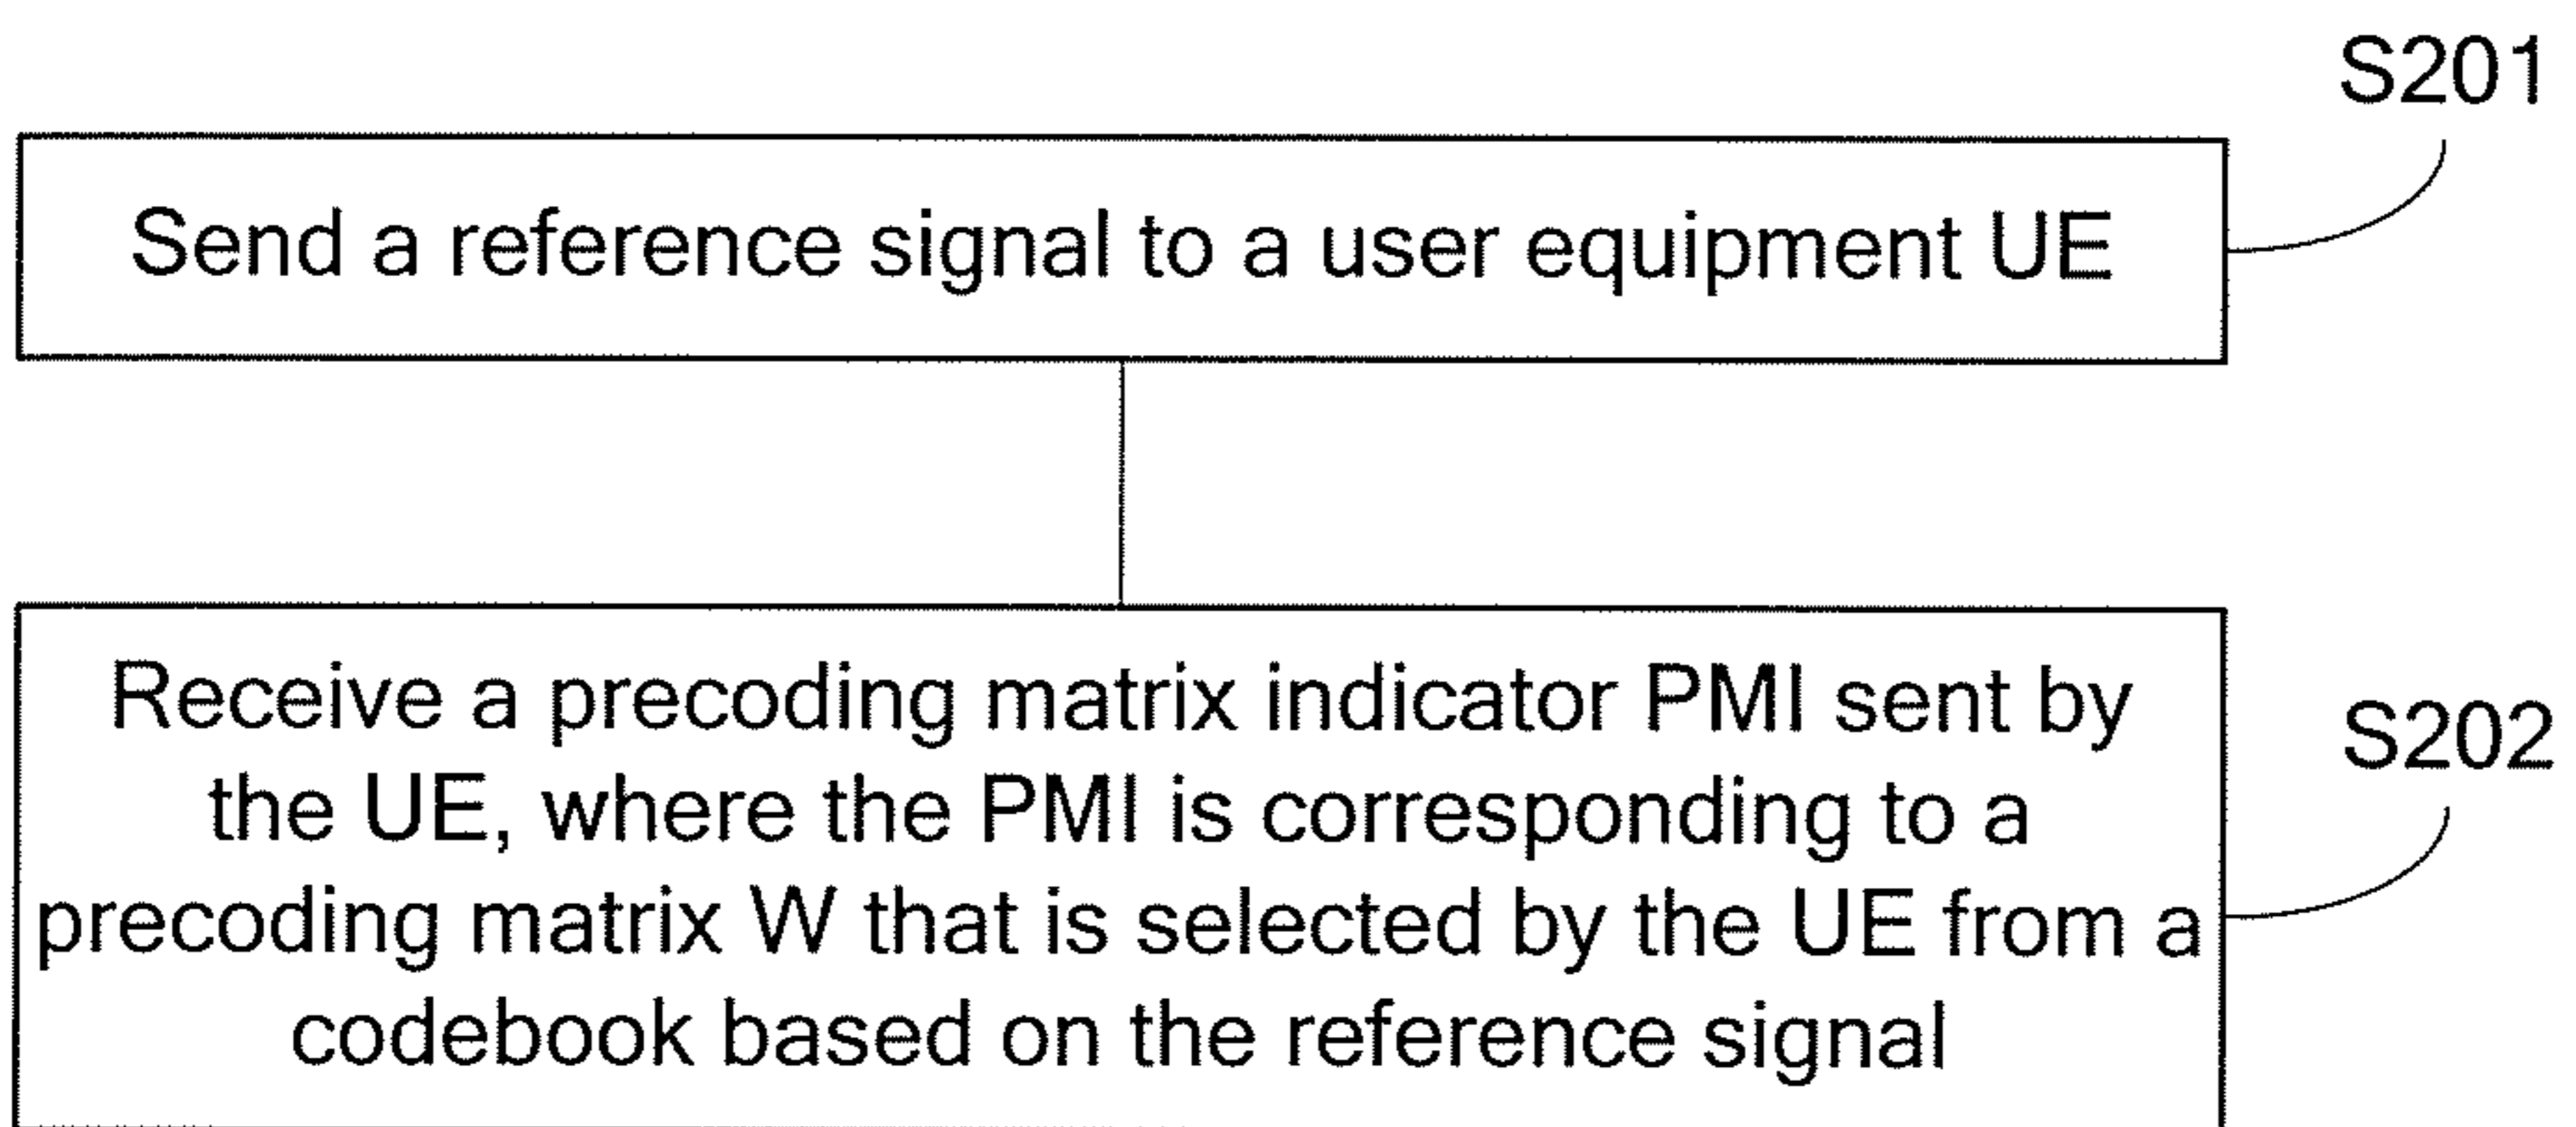 S201
Send a reference signal to a user equipment UE
Receive a precoding matrix indicator PMI sent by
the UE, where the PMI is corresponding to a
precoding matrix W that is selected by the UE from a
codebook based on the reference signal
S202